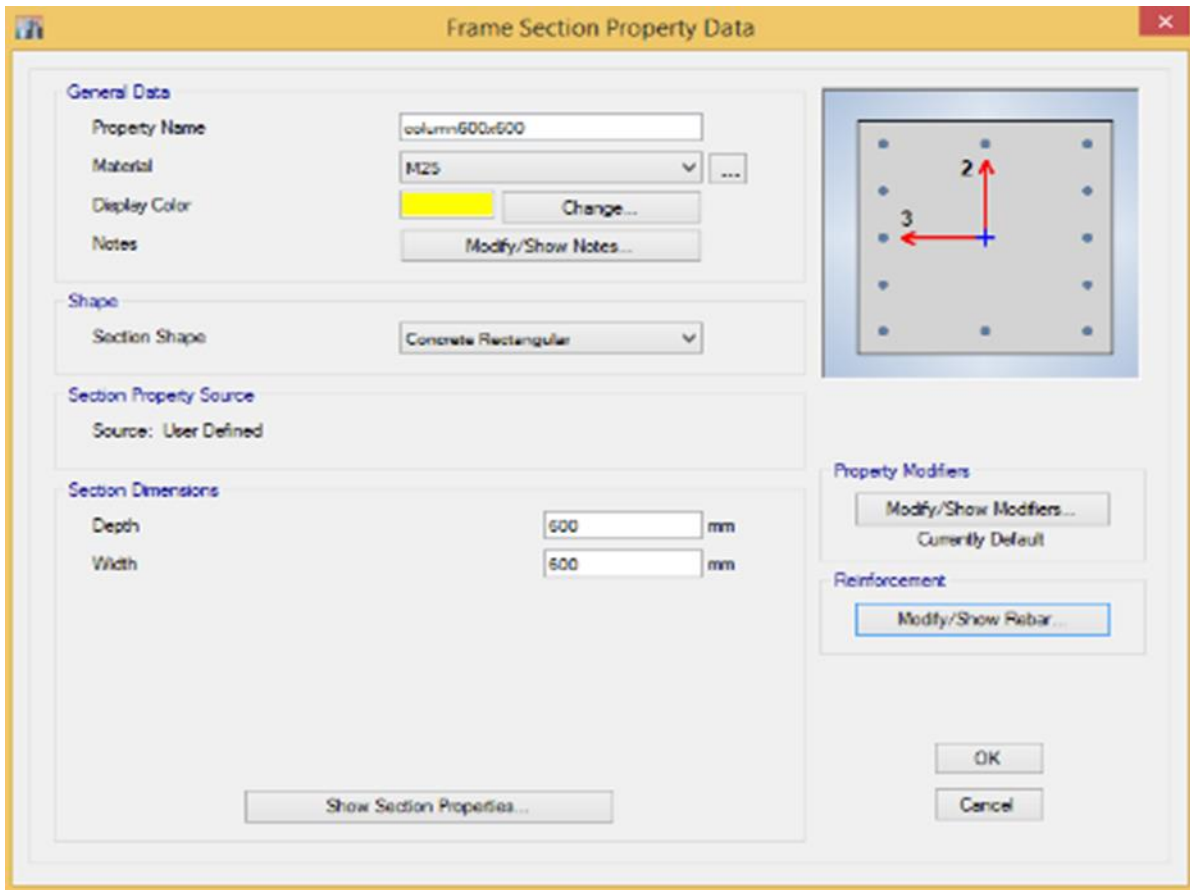 Frame Section Property Data
General Data
Property Name column600x600
Material M25 ...
Display Color Change...
Notes Modify/Show Notes...
2
3
Shape
Section Shape Concrete Rectangular
Section Property Source
Source: User Defined
Section Dimensions
Depth 600 mm
Width 600 mm
Show Section Properties...
Property Modifiers
Modify/Show Modifiers...
Currently Default
Reinforcement
Modify/Show Rebar...
OK
Cancel